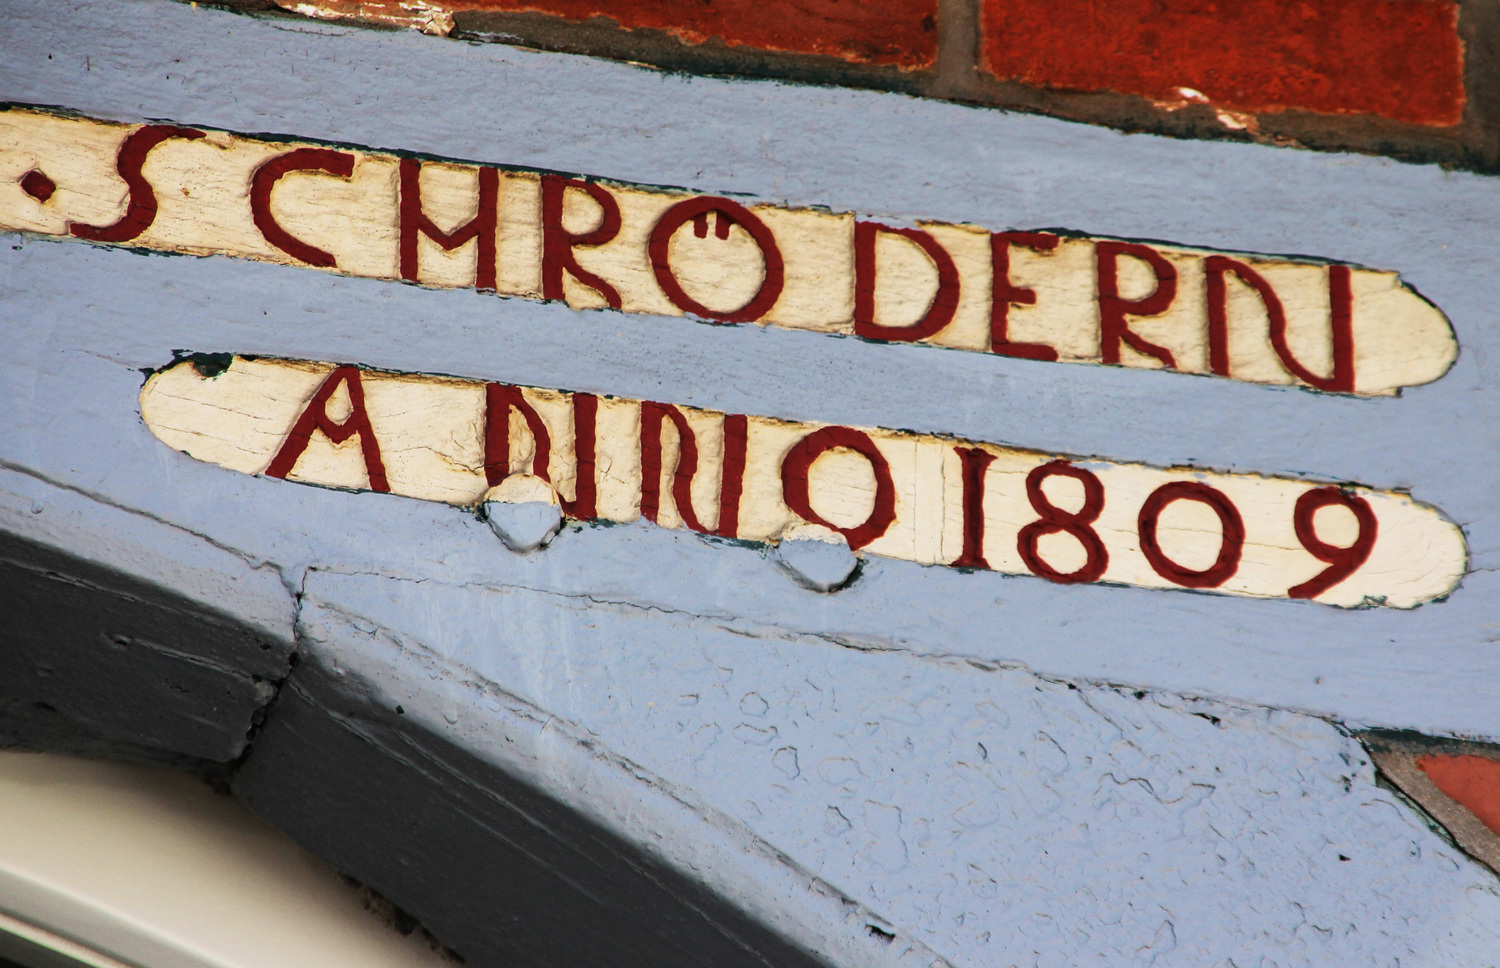 · SCHRÖDERN
ANNO 1809